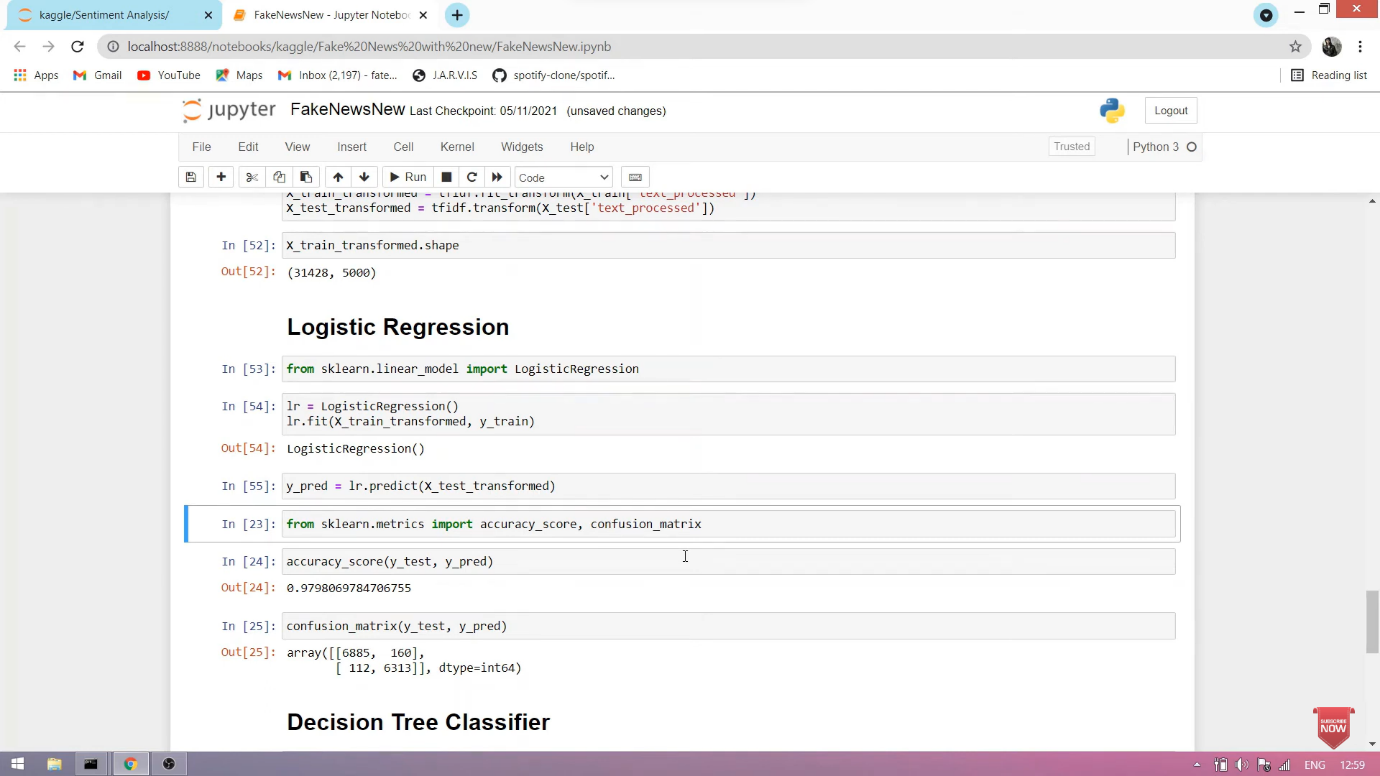 kaggle/Sentiment Analysis/
FakeNewsNew - Jupyter Noteboo
localhost:8888/notebooks/kaggle/Fake%20News%20with%20new/FakeNewsNew.ipynb
Apps
Gmail
YouTube
Maps
Inbox (2,197) - fate...
J.A.R.V.I.S
spotify-clone/spotif...
Reading list
jupyter
FakeNewsNew Last Checkpoint: 05/11/2021 (unsaved changes)
Logout
File
Edit
View
Insert
Cell
Kernel
Widgets
Help
Trusted
Python 3
Run
Code
X_train_transformed = tfidf.fit_transform(X_train['text_processed'])
X_test_transformed = tfidf.transform(X_test['text_processed'])
In [52]: X_train_transformed.shape
Out[52]: (31428, 5000)
Logistic Regression
In [53]: from sklearn.linear_model import LogisticRegression
In [54]: lr = LogisticRegression()
lr.fit(X_train_transformed, y_train)
Out[54]: LogisticRegression()
In [55]: y_pred = lr.predict(X_test_transformed)
In [23]: from sklearn.metrics import accuracy_score, confusion_matrix
In [24]: accuracy_score(y_test, y_pred)
Out[24]: 0.9798069784706755
In [25]: confusion_matrix(y_test, y_pred)
Out[25]: array([[6885,  160],
[ 112, 6313]], dtype=int64)
Decision Tree Classifier
SUBSCRIBE
NOW
ENG
12:59